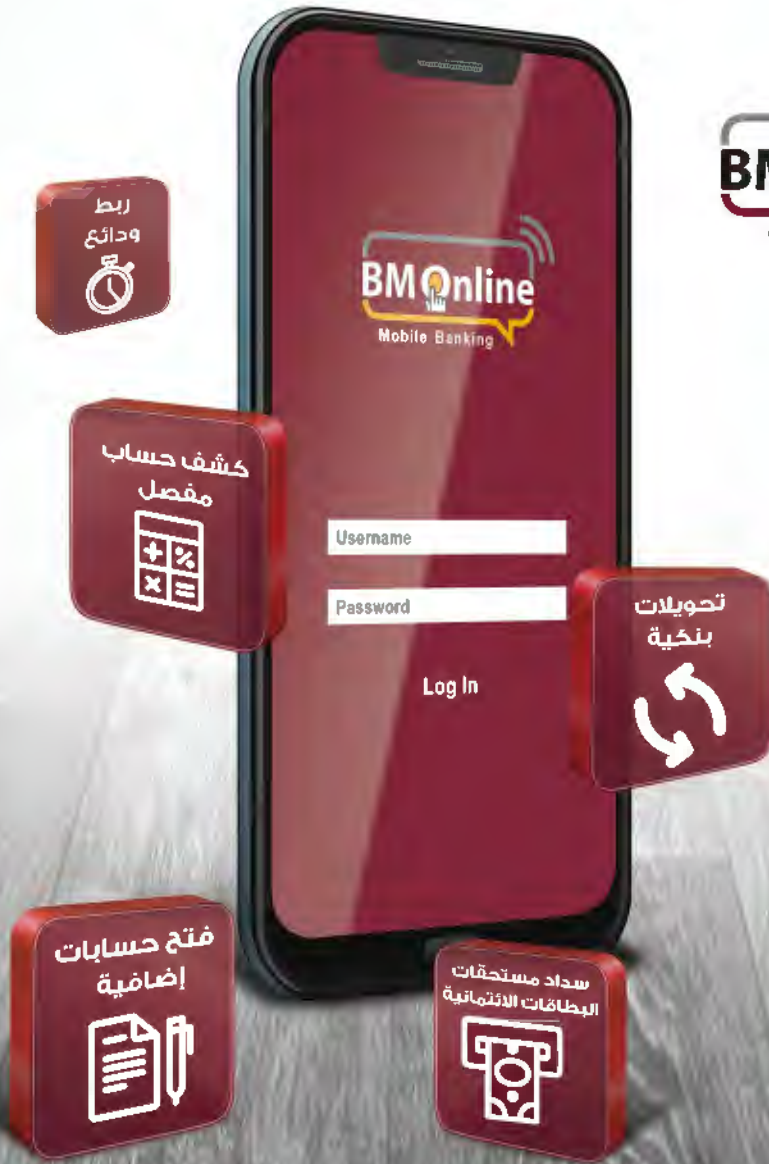 BM
ربط
ودائع
BM Online
Mobile Banking
كشف حساب
مفصل
Username
Password
Log In
تحويلات
بنكية
فتح حسابات
إضافية
سداد مستحقات
البطاقات الائتمانية